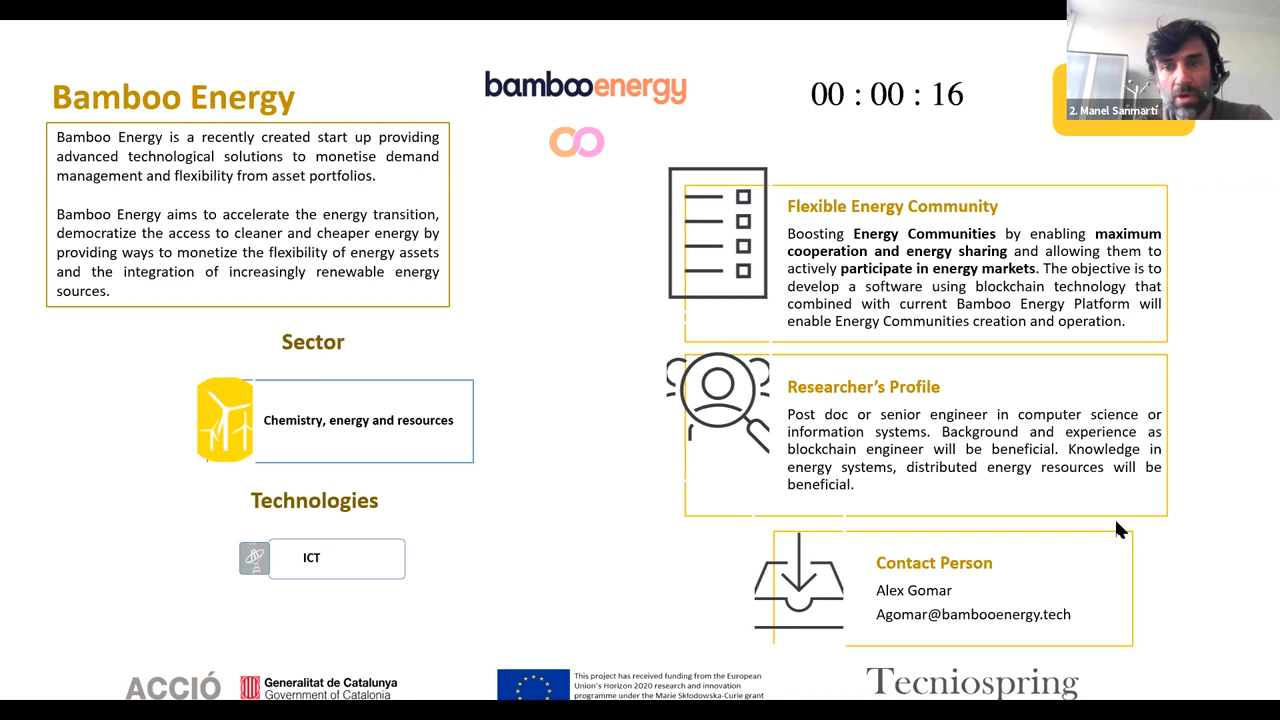 Bamboo Energy
bambooenergy
00 : 00 : 16
2. Manel Sanmartí
Bamboo Energy is a recently created start up providing
advanced technological solutions to monetise demand
management and flexibility from asset portfolios.
Bamboo Energy aims to accelerate the energy transition,
democratize the access to cleaner and cheaper energy by
providing ways to monetize the flexibility of energy assets
and the integration of increasingly renewable energy
sources.
Sector
Chemistry, energy and resources
Technologies
ICT
Flexible Energy Community
Boosting Energy Communities by enabling maximum
cooperation and energy sharing and allowing them to
actively participate in energy markets. The objective is to
develop a software using blockchain technology that
combined with current Bamboo Energy Platform will
enable Energy Communities creation and operation.
Researcher’s Profile
Post doc or senior engineer in computer science or
information systems. Background and experience as
blockchain engineer will be beneficial. Knowledge in
energy systems, distributed energy resources will be
beneficial.
Contact Person
Alex Gomar
Agomar@bambooenergy.tech
ACCIÓ
Generalitat de Catalunya
Government of Catalonia
This project has received funding from the European
Union's Horizon 2020 research and innovation
programme under the Marie Skłodowska-Curie grant
Tecniospring